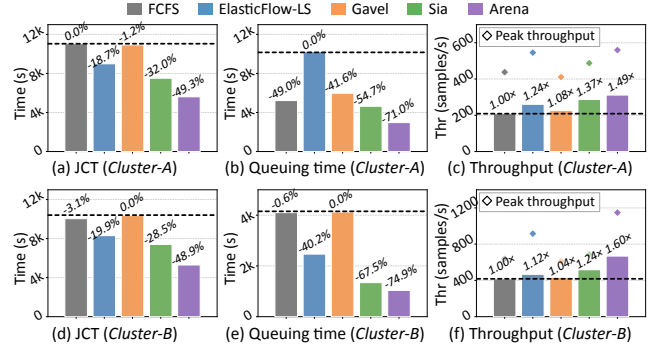 FCFS ElasticFlow-LS Gavel Sia Arena
12k
8k
4k
0
Time (s)
0.0%
-18.7%
-1.2%
-32.0%
-49.3%
(a) JCT (Cluster-A)
12k
8k
4k
0
Time (s)
-49.0%
0.0%
-41.6%
-54.7%
-71.0%
(b) Queuing time (Cluster-A)
600
400
200
0
Thr (samples/s)
Peak throughput
1.00×
1.24×
1.08×
1.37×
1.49×
(c) Throughput (Cluster-A)
12k
8k
4k
0
Time (s)
-3.1%
-19.9%
0.0%
-28.5%
-48.9%
(d) JCT (Cluster-B)
4k
2k
0
Time (s)
-0.6%
-40.2%
0.0%
-67.5%
-74.9%
(e) Queuing time (Cluster-B)
1200
800
400
0
Thr (samples/s)
Peak throughput
1.00×
1.12×
1.04×
1.24×
1.60×
(f) Throughput (Cluster-B)